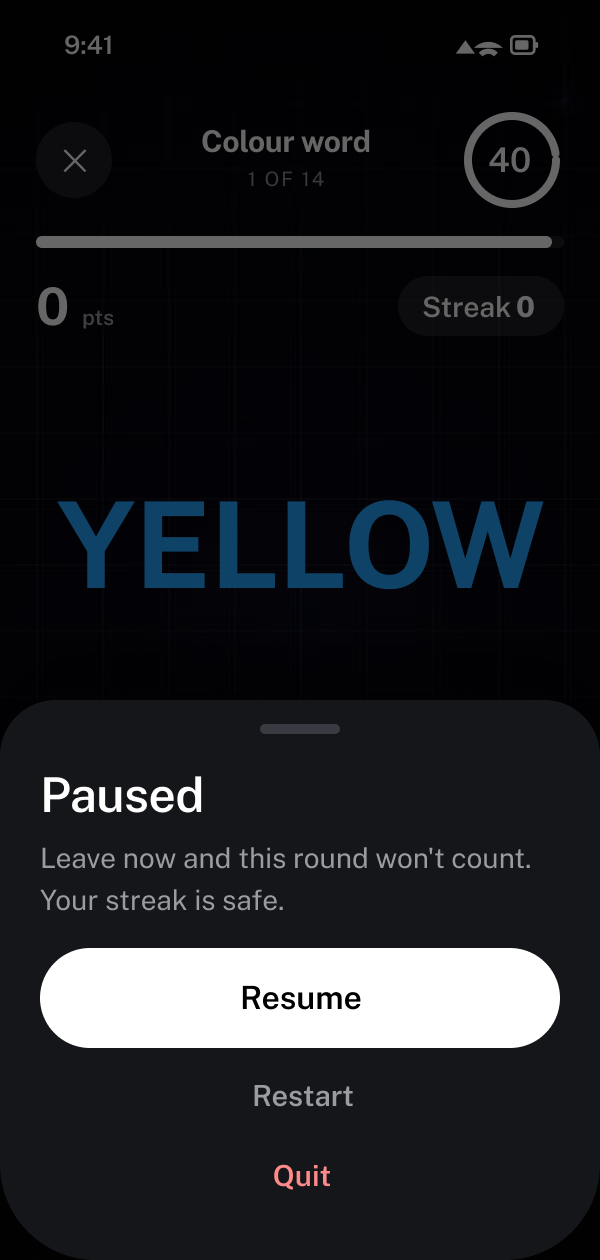 9:41
Colour word
1 OF 14
40
0 pts
Streak 0
YELLOW
Paused
Leave now and this round won't count.
Your streak is safe.
Resume
Restart
Quit